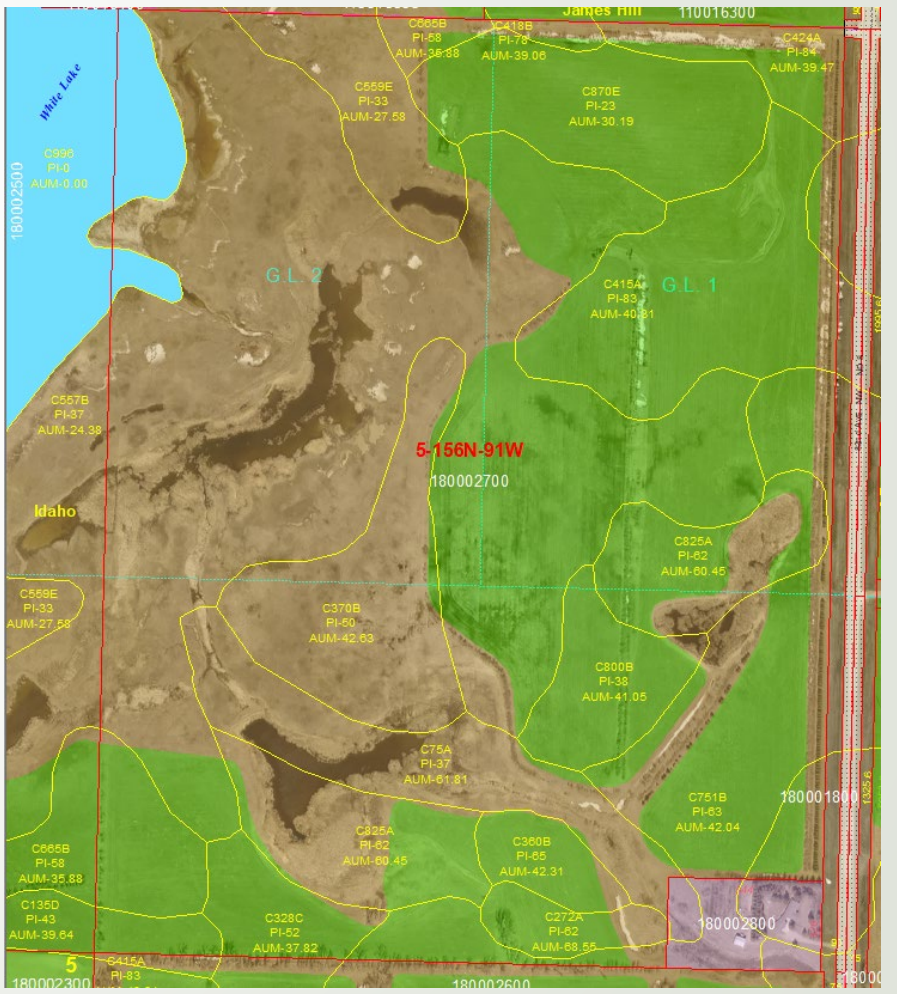 James Hill
110016300
C665B
PI-58
AUM-35.88
C418B
PI-78
AUM-39.06
C424A
PI-84
AUM-39.47
White Lake
C559E
PI-33
AUM-27.58
C870E
PI-23
AUM-30.19
C996
PI-0
AUM-0.00
180002500
G.L. 2
C415A
PI-83
AUM-40.81
G.L. 1
C557B
PI-37
AUM-24.38
5-156N-91W
180002700
Idaho
C825A
PI-62
AUM-60.45
C559E
PI-33
AUM-27.58
C370B
PI-50
AUM-42.63
C800B
PI-38
AUM-41.05
C75A
PI-37
AUM-61.81
C751B
PI-63
AUM-42.04
180001800
1325.6
C825A
PI-62
AUM-60.45
C360B
PI-65
AUM-42.31
C665B
PI-58
AUM-35.88
C135D
PI-43
AUM-39.64
C328C
PI-52
AUM-37.82
C272A
PI-62
AUM-68.55
180002800
5
C415A
PI-83
180002300
180002600